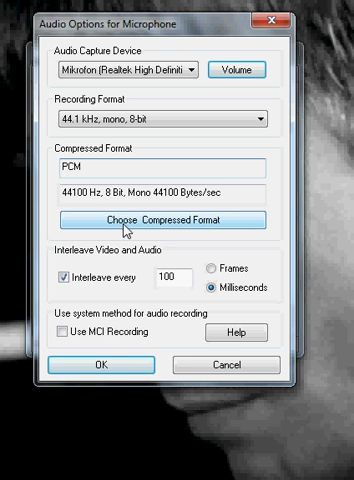 Audio Options for Microphone
Audio Capture Device
Mikrofon (Realtek High Definiti
Volume
Recording Format
44.1 kHz, mono, 8-bit
Compressed Format
PCM
44100 Hz, 8 Bit, Mono 44100 Bytes/sec
Choose Compressed Format
Interleave Video and Audio
Interleave every 100 Frames
Milliseconds
Use system method for audio recording
Use MCI Recording Help
OK Cancel